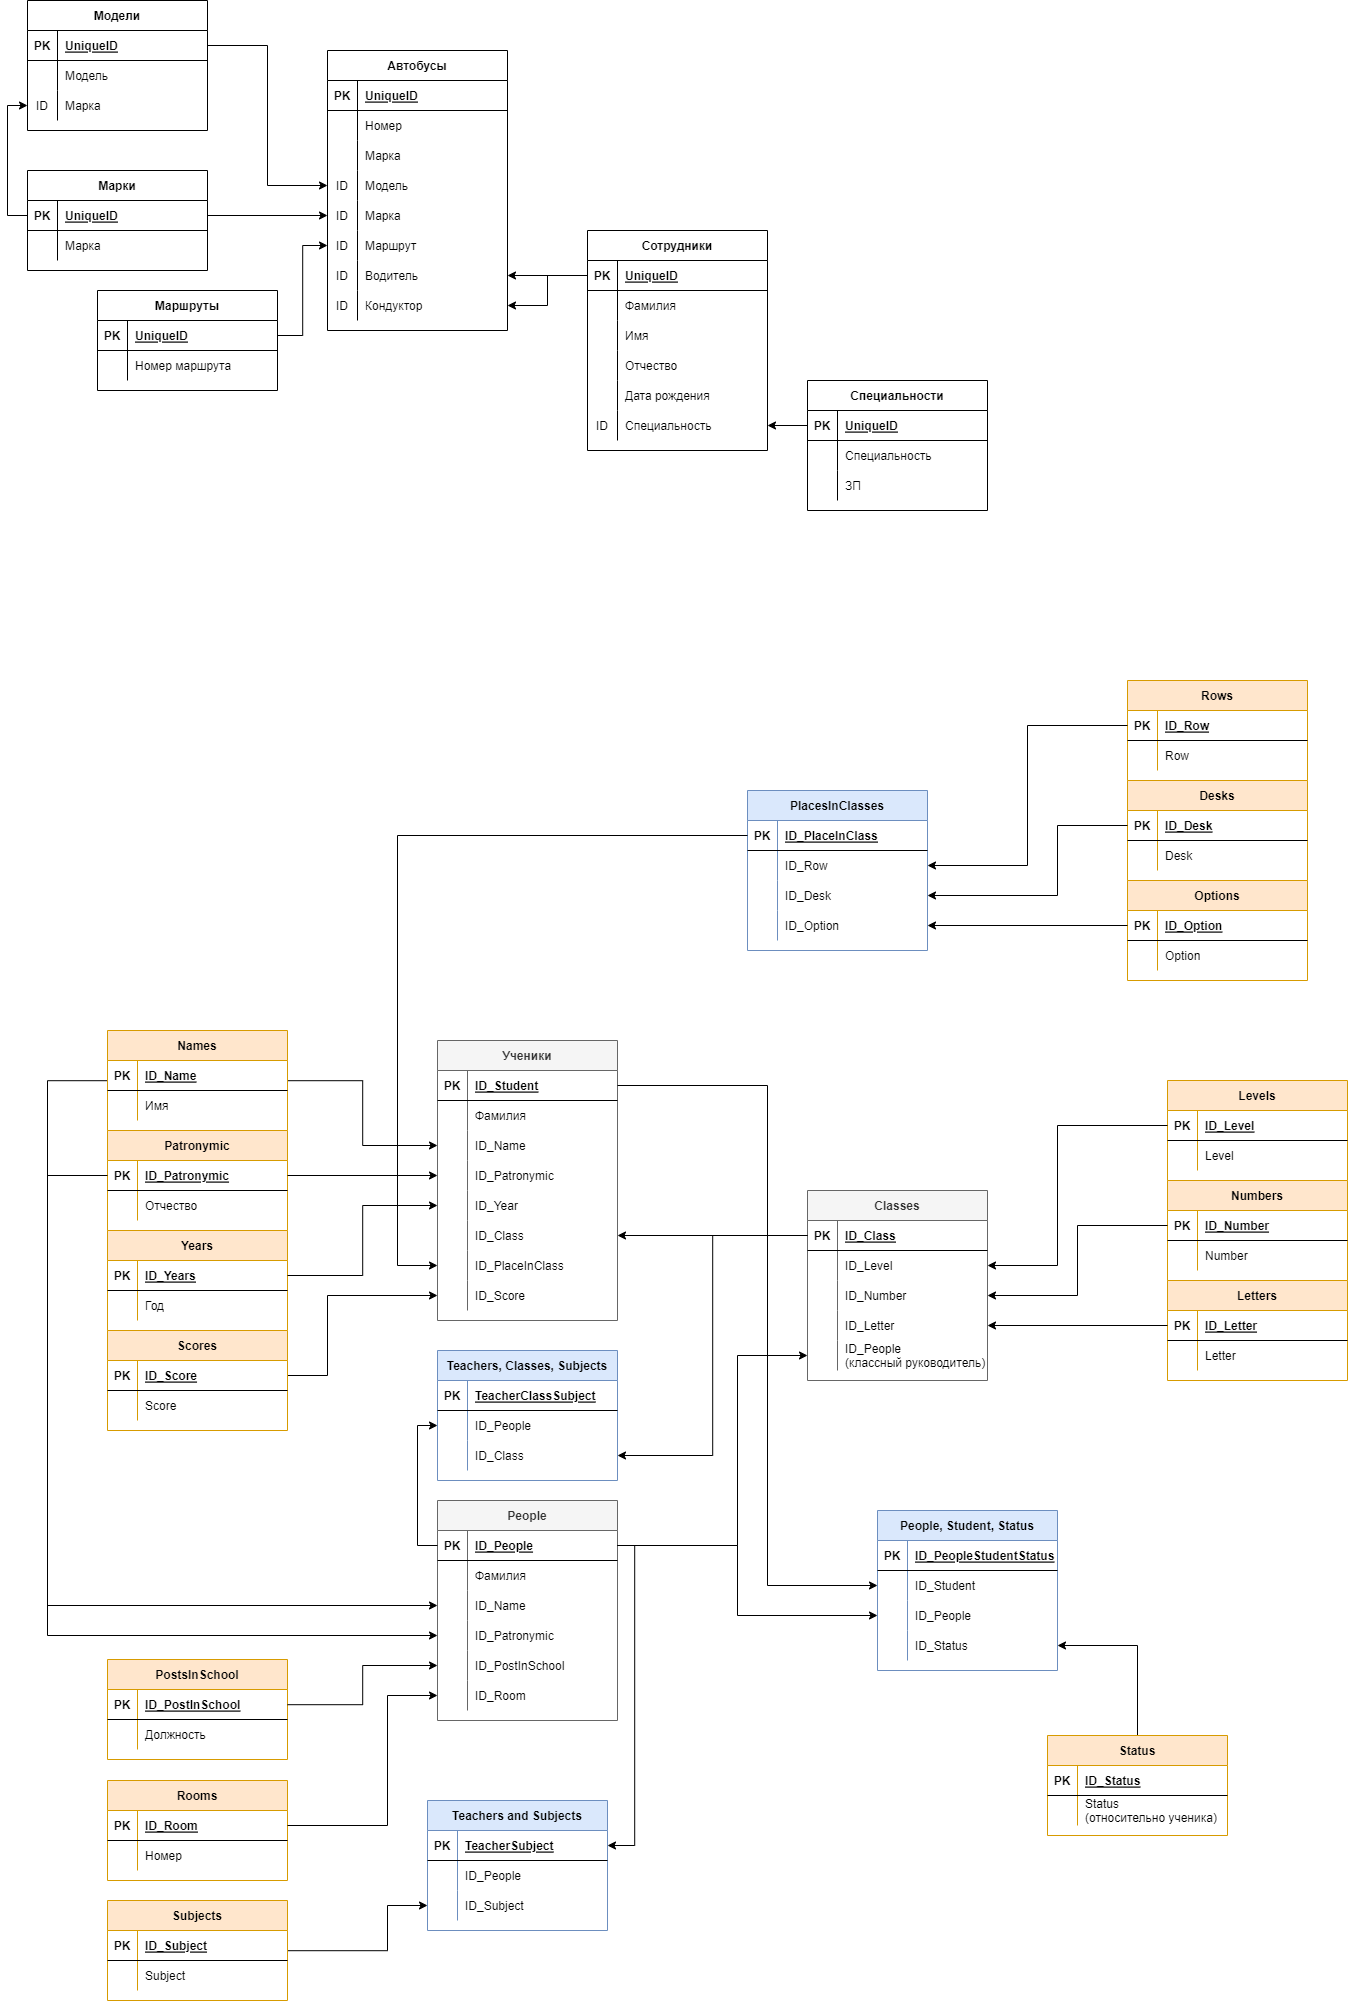 Модели
PK UniqueID
Модель
ID Марка
Автобусы
PK UniqueID
Номер
Марка
ID Модель
ID Марка
ID Маршрут
ID Водитель
ID Кондуктор
Марки
PK UniqueID
Марка
Маршруты
PK UniqueID
Номер маршрута
Сотрудники
PK UniqueID
Фамилия
Имя
Отчество
Дата рождения
ID Специальность
Специальности
PK UniqueID
Специальность
ЗП
Rows
PK ID_Row
Row
Desks
PK ID_Desk
Desk
Options
PK ID_Option
Option
PlacesInClasses
PK ID_PlaceInClass
ID_Row
ID_Desk
ID_Option
Names
PK ID_Name
Имя
Patronymic
PK ID_Patronymic
Отчество
Years
PK ID_Years
Год
Scores
PK ID_Score
Score
Ученики
PK ID_Student
Фамилия
ID_Name
ID_Patronymic
ID_Year
ID_Class
ID_PlaceInClass
ID_Score
Classes
PK ID_Class
ID_Level
ID_Number
ID_Letter
ID_People
(классный руководитель)
Levels
PK ID_Level
Level
Numbers
PK ID_Number
Number
Letters
PK ID_Letter
Letter
Teachers, Classes, Subjects
PK TeacherClassSubject
ID_People
ID_Class
People
PK ID_People
Фамилия
ID_Name
ID_Patronymic
ID_PostInSchool
ID_Room
People, Student, Status
PK ID_PeopleStudentStatus
ID_Student
ID_People
ID_Status
PostsInSchool
PK ID_PostInSchool
Должность
Rooms
PK ID_Room
Номер
Subjects
PK ID_Subject
Subject
Teachers and Subjects
PK TeacherSubject
ID_People
ID_Subject
Status
PK ID_Status
Status
(относительно ученика)